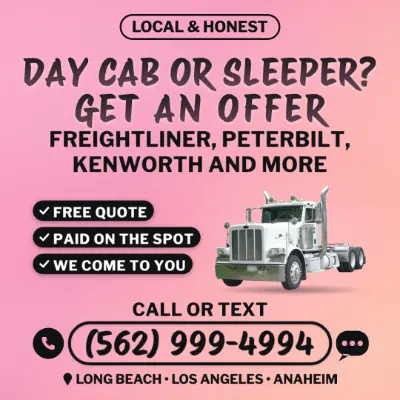 LOCAL & HONEST
DAY CAB OR SLEEPER?
GET AN OFFER
FREIGHTLINER, PETERBILT,
KENWORTH AND MORE
✓ FREE QUOTE
✓ PAID ON THE SPOT
✓ WE COME TO YOU
CALL OR TEXT
(562) 999-4994
LONG BEACH • LOS ANGELES • ANAHEIM